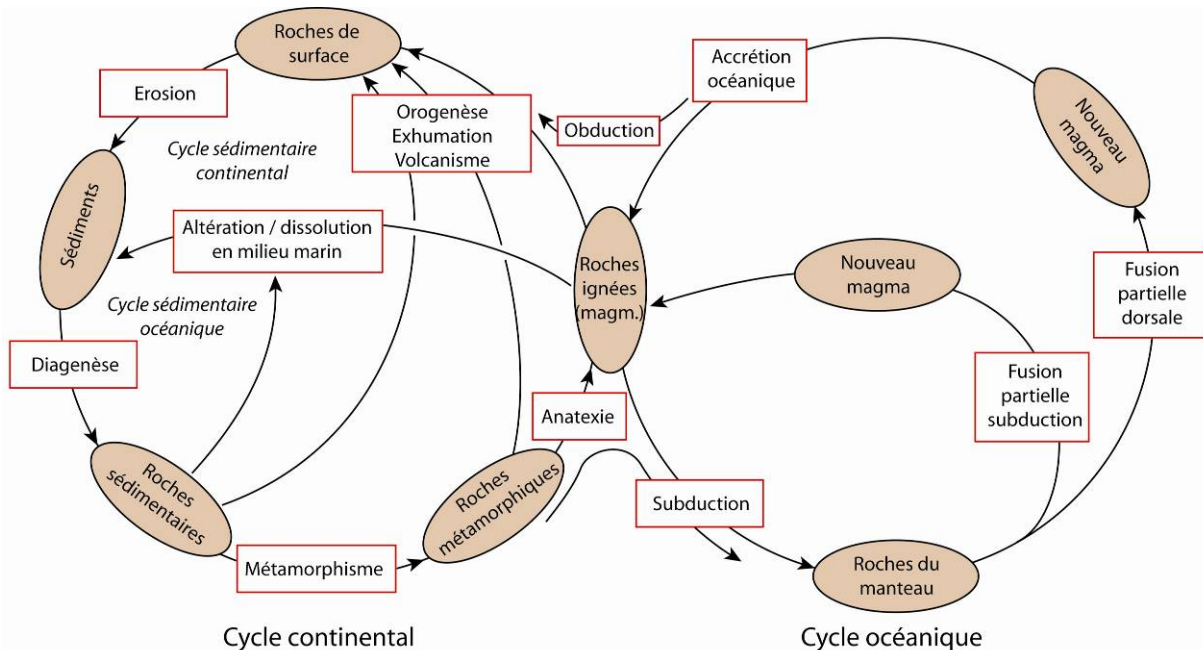 Roches de
surface
Erosion
Cycle sédimentaire
continental
Orogenèse
Exhumation
Volcanisme
Obduction
Accrétion
océanique
Nouveau
magma
Sédiments
Altération / dissolution
en milieu marin
Cycle sédimentaire
océanique
Roches
ignées
(magm.)
Nouveau
magma
Fusion
partielle
dorsale
Diagenèse
Fusion
partielle
subduction
Anatexie
Roches
sédimentaires
Roches
métamorphiques
Subduction
Métamorphisme
Roches du
manteau
Cycle continental
Cycle océanique